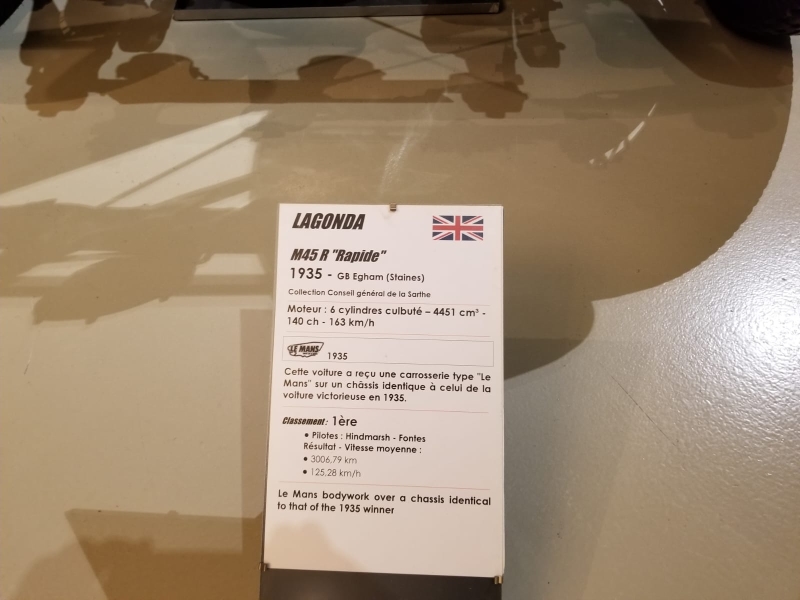 LAGONDA
M45 R "Rapide"
1935 - GB Egham (Staines)
Collection Conseil général de la Sarthe
Moteur : 6 cylindres culbuté – 4451 cm³ -
140 ch - 163 km/h
LE MANS
1935
Cette voiture a reçu une carrosserie type "Le
Mans" sur un châssis identique à celui de la
voiture victorieuse en 1935.
Classement : 1ère
• Pilotes : Hindmarsh - Fontes
Résultat - Vitesse moyenne :
• 3006,79 km
• 125,28 km/h
Le Mans bodywork over a chassis identical
to that of the 1935 winner